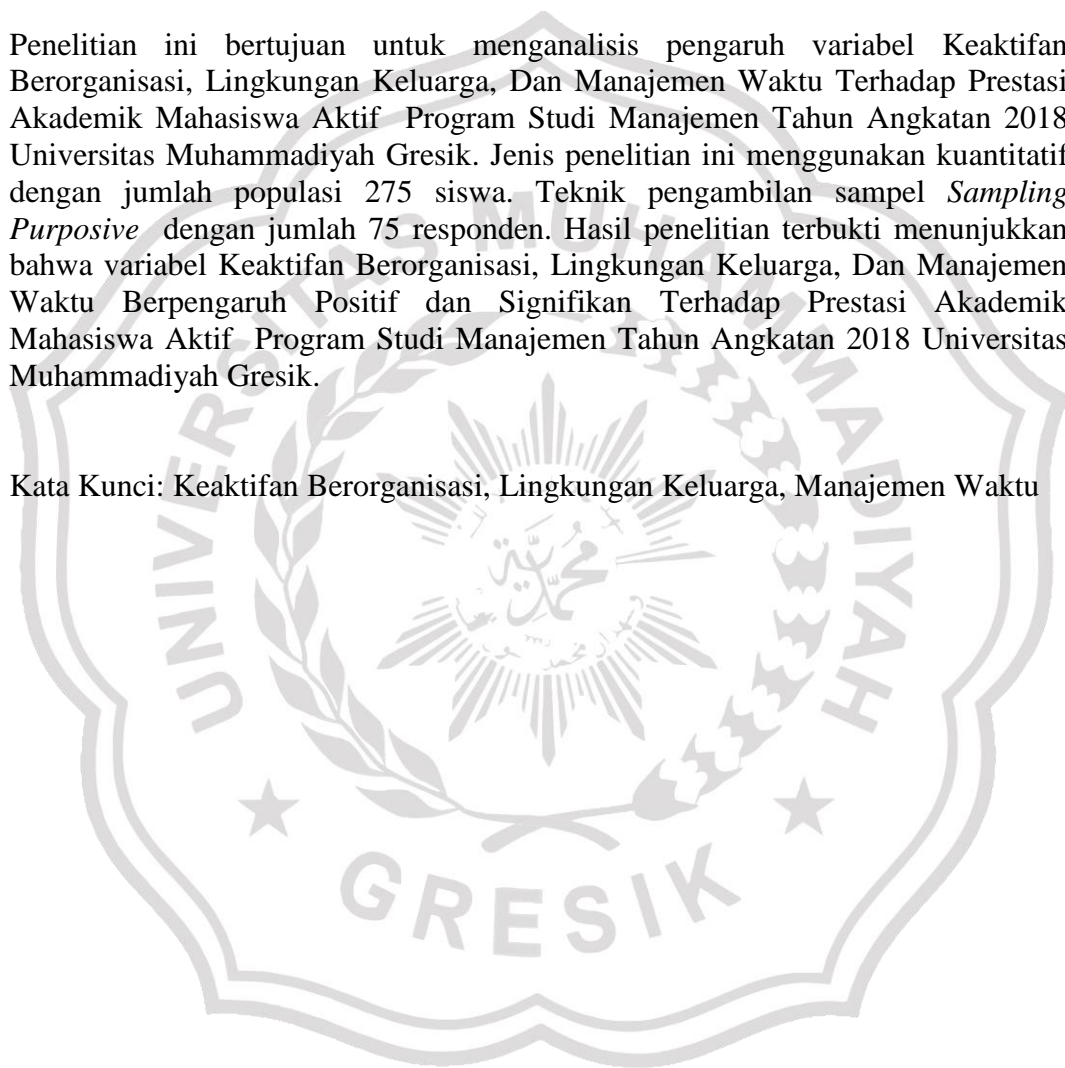 Penelitian ini bertujuan untuk menganalisis pengaruh variabel Keaktifan
Berorganisasi, Lingkungan Keluarga, Dan Manajemen Waktu Terhadap Prestasi
Akademik Mahasiswa Aktif Program Studi Manajemen Tahun Angkatan 2018
Universitas Muhammadiyah Gresik. Jenis penelitian ini menggunakan kuantitatif
dengan jumlah populasi 275 siswa. Teknik pengambilan sampel Sampling
Purposive dengan jumlah 75 responden. Hasil penelitian terbukti menunjukkan
bahwa variabel Keaktifan Berorganisasi, Lingkungan Keluarga, Dan Manajemen
Waktu Berpengaruh Positif dan Signifikan Terhadap Prestasi Akademik
Mahasiswa Aktif Program Studi Manajemen Tahun Angkatan 2018 Universitas
Muhammadiyah Gresik.
Kata Kunci: Keaktifan Berorganisasi, Lingkungan Keluarga, Manajemen Waktu
UNIVERSITAS MUHAMMADIYAH
GRESIK